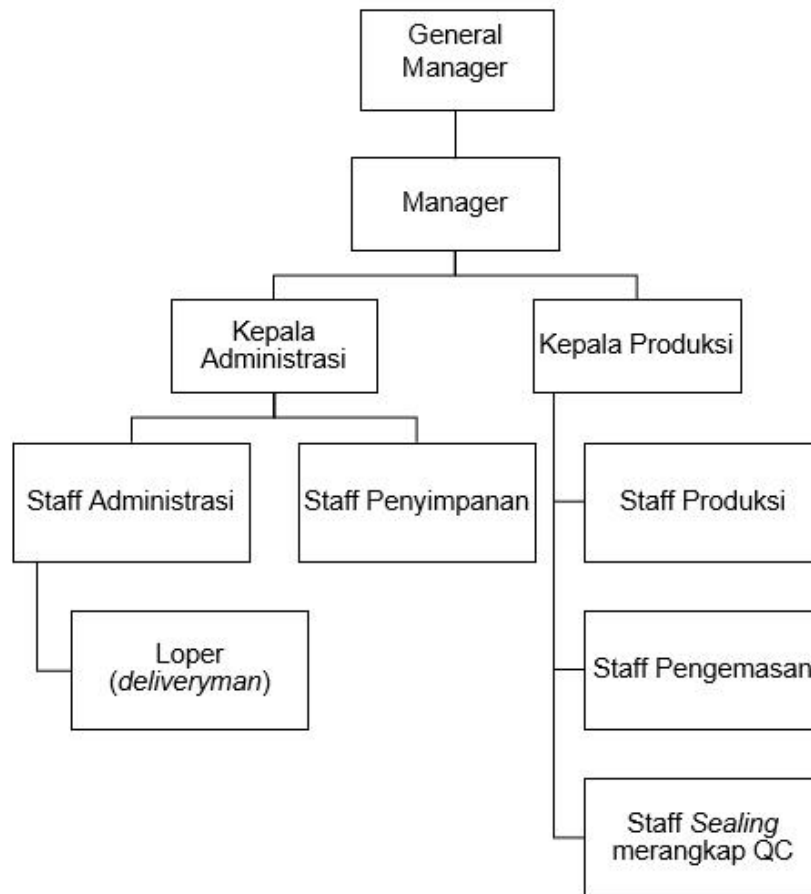 General
Manager
Manager
Kepala
Administrasi
Kepala Produksi
Staff Administrasi
Staff Penyimpanan
Staff Produksi
Loper
(deliveryman)
Staff Pengemasan
Staff Sealing
merangkap QC